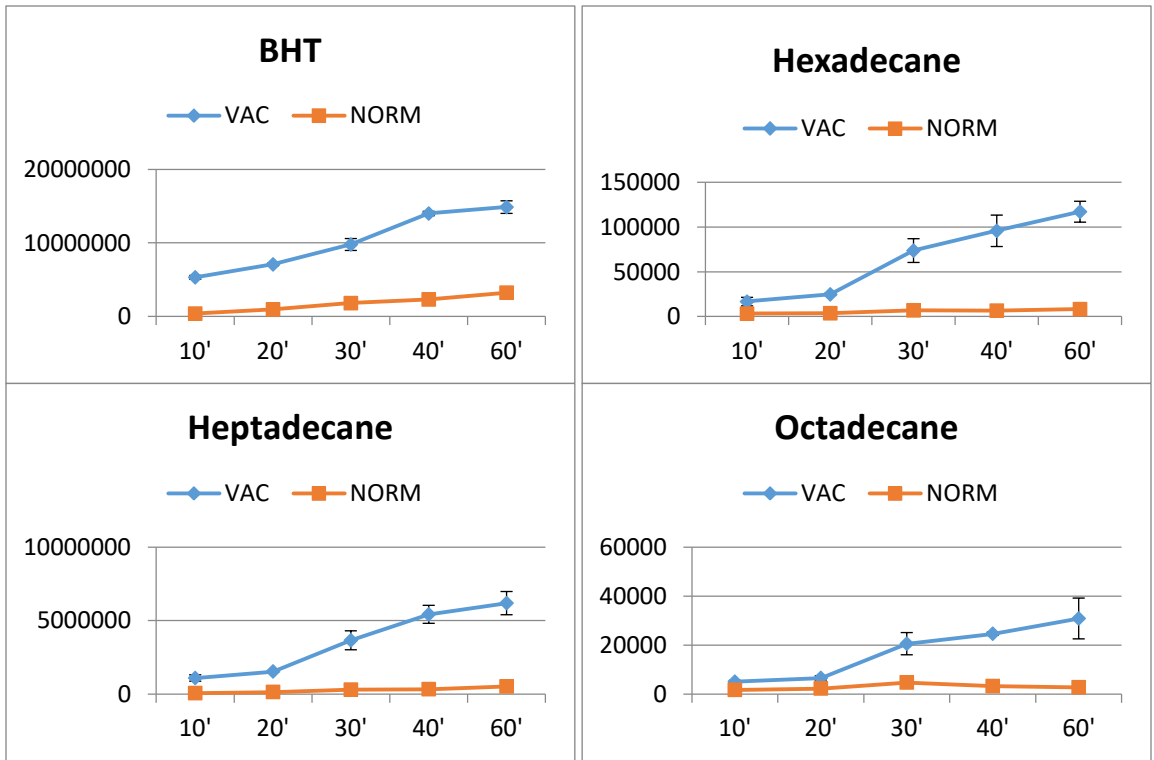 BHT
VAC NORM
20000000
10000000
0
10' 20' 30' 40' 60'
Hexadecane
VAC NORM
150000
100000
50000
0
10' 20' 30' 40' 60'
Heptadecane
VAC NORM
10000000
5000000
0
10' 20' 30' 40' 60'
Octadecane
VAC NORM
60000
40000
20000
0
10' 20' 30' 40' 60'